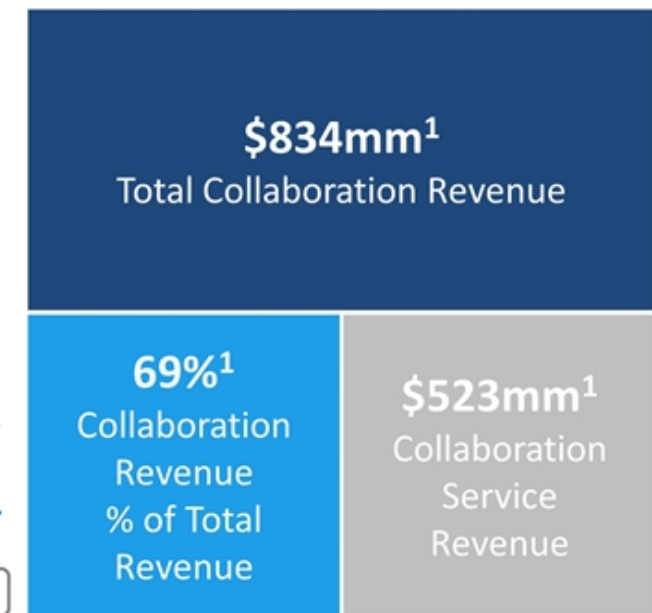 $834mm¹
Total Collaboration Revenue
69%¹
Collaboration
Revenue
% of Total
Revenue
$523mm¹
Collaboration
Service
Revenue